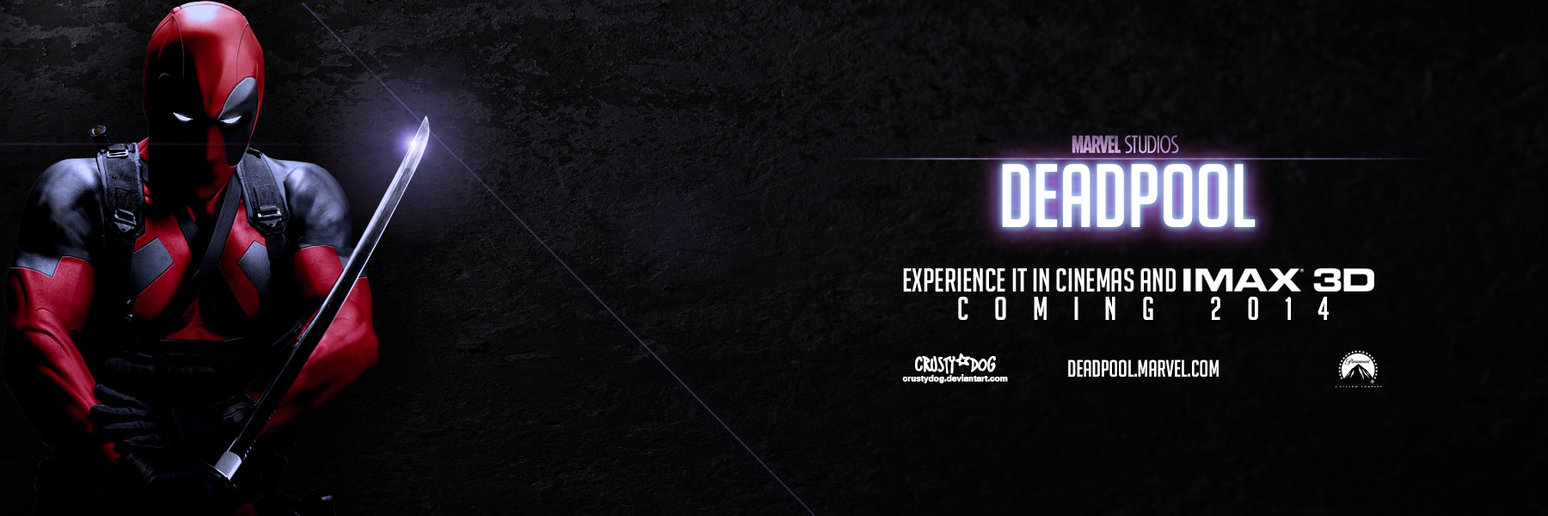 MARVEL STUDIOS
DEADPOOL
EXPERIENCE IT IN CINEMAS AND IMAX® 3D
COMING 2014
CRUSTY DOG
crustydog.deviantart.com
DEADPOOL.MARVEL.COM
Paramount